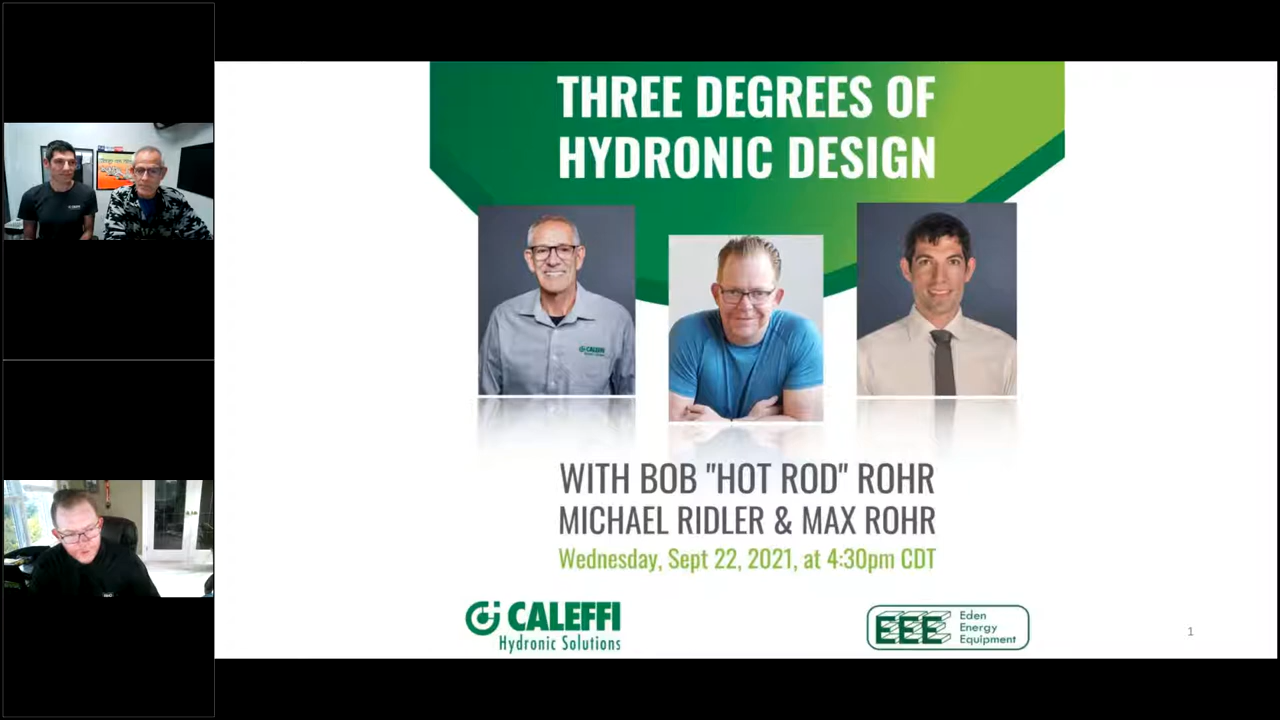 THREE DEGREES OF
HYDRONIC DESIGN
CALEFFI
WITH BOB "HOT ROD" ROHR
MICHAEL RIDLER & MAX ROHR
Wednesday, Sept 22, 2021, at 4:30pm CDT
CALEFFI
Hydronic Solutions
EEE
Eden
Energy
Equipment
1